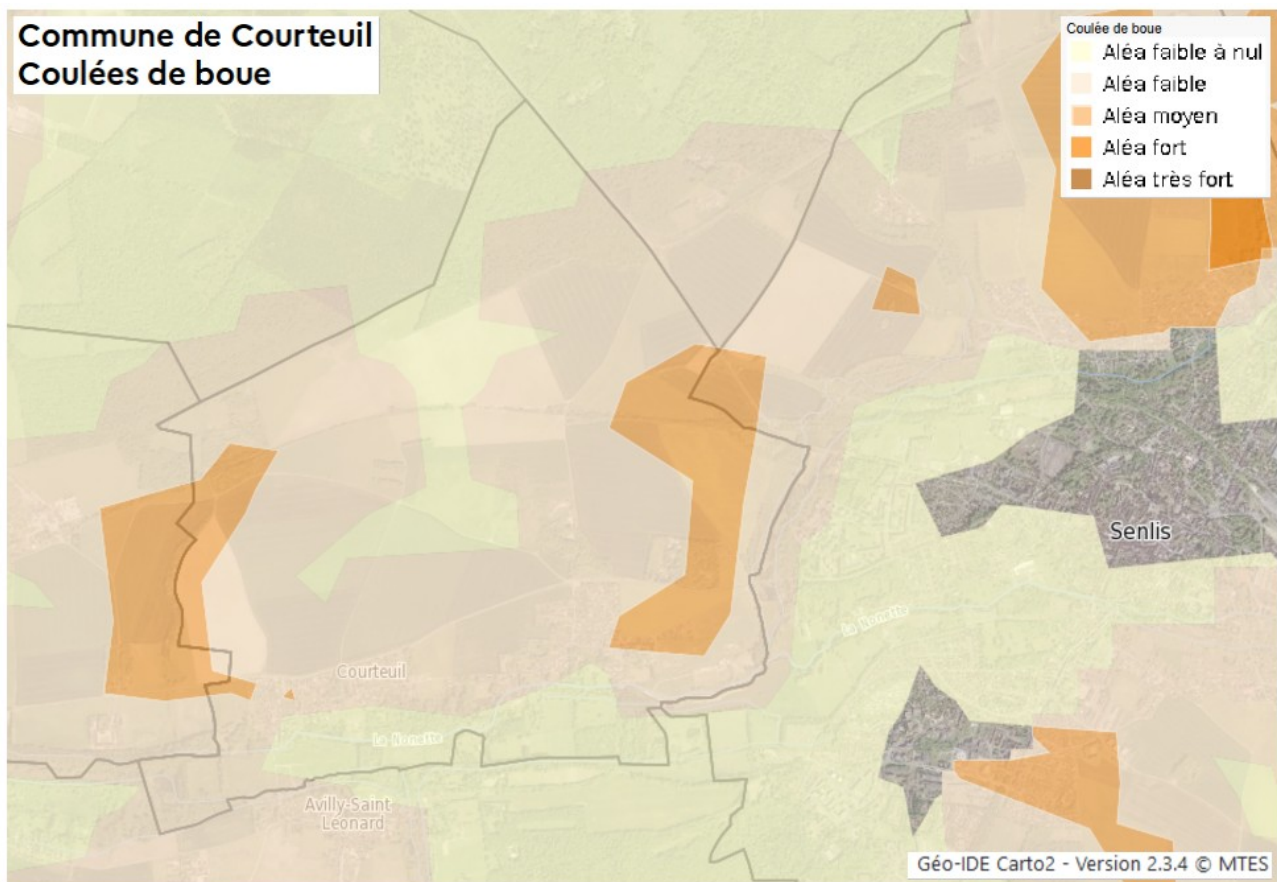 Commune de Courteuil
Coulées de boue
Coulée de boue
Aléa faible à nul
Aléa faible
Aléa moyen
Aléa fort
Aléa très fort
Senlis
La Nonette
Courteuil
La Nonette
Avilly-Saint
Leonard
Géo-IDE Carto2 - Version 2.3.4 © MTES